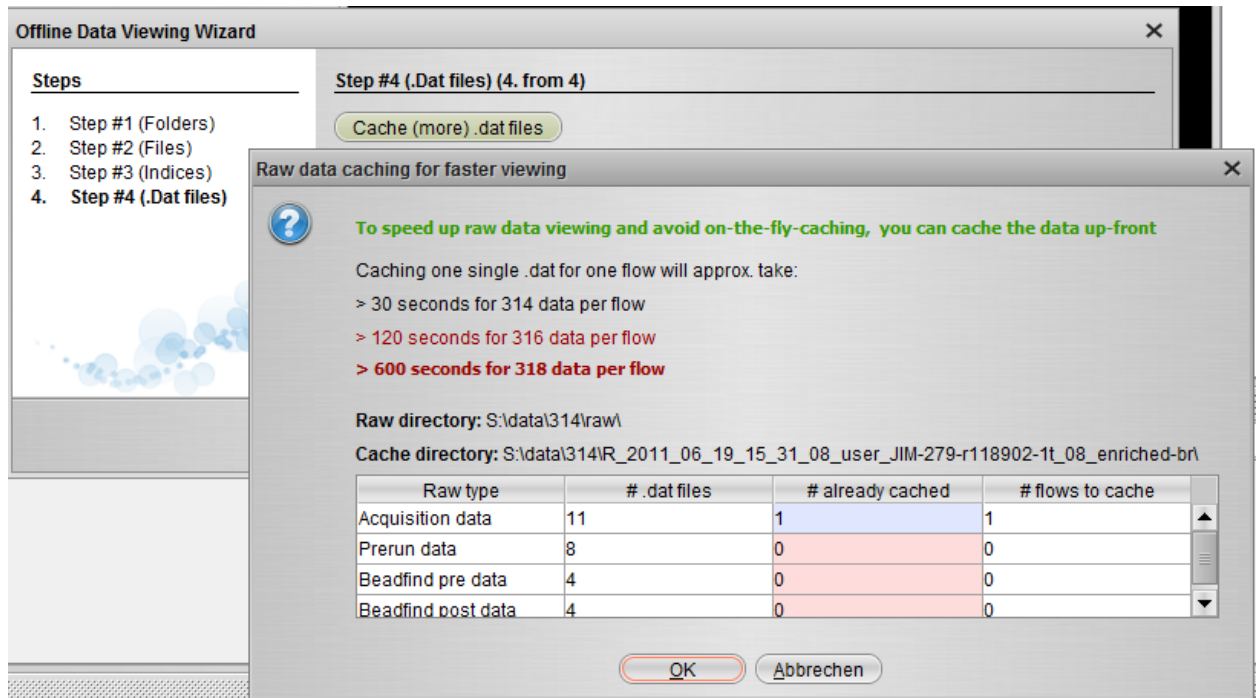 Offline Data Viewing Wizard
Steps
1. Step #1 (Folders)
2. Step #2 (Files)
3. Step #3 (Indices)
4. Step #4 (.Dat files)
Step #4 (.Dat files) (4. from 4)
Cache (more) .dat files
Raw data caching for faster viewing
To speed up raw data viewing and avoid on-the-fly-caching, you can cache the data up-front
Caching one single .dat for one flow will approx. take:
> 30 seconds for 314 data per flow
> 120 seconds for 316 data per flow
> 600 seconds for 318 data per flow
Raw directory: S:\data\314\raw\
Cache directory: S:\data\314\R_2011_06_19_15_31_08_user_JIM-279-r118902-1t_08_enriched-br\
Raw type # .dat files # already cached # flows to cache
Acquisition data 11 1 1
Prerun data 8 0 0
Beadfind pre data 4 0 0
Beadfind post data 4 0 0
OK Abbrechen